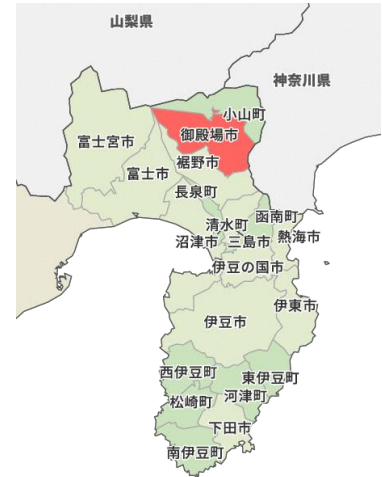 山梨県
神奈川県
小山町
御殿場市
富士宮市
裾野市
富士市
長泉町
函南町
清水町
熱海市
沼津市
三島市
伊豆の国市
伊東市
伊豆市
西伊豆町
東伊豆町
松崎町
河津町
下田市
南伊豆町